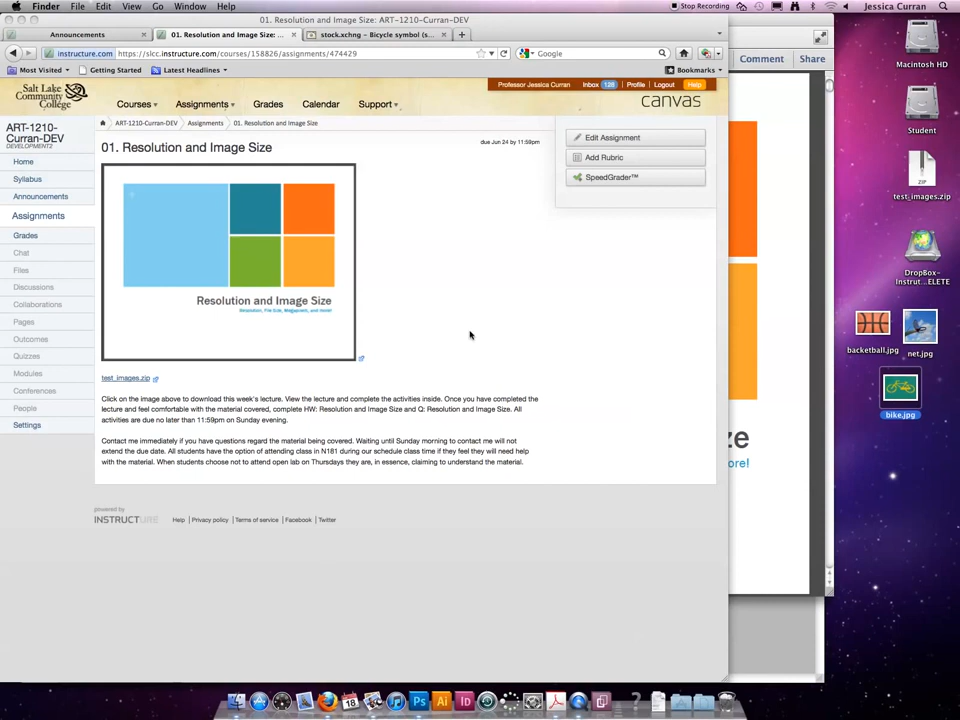 Finder File Edit View Go Window Help Stop Recording Jessica Curran
01. Resolution and Image Size: ART-1210-Curran-DEV
Announcements 01. Resolution and Image Size: ... stock.xchng – Bicycle symbol (s...
instructure.com https://slcc.instructure.com/courses/158826/assignments/474429 Google
Most Visited Getting Started Latest Headlines Bookmarks
Comment Share
Salt Lake
Community
College
Professor Jessica Curran Inbox 128 Profile Logout Help
Courses Assignments Grades Calendar Support
canvas
ART-1210-
Curran-DEV
DEVELOPMENT2
ART-1210-Curran-DEV Assignments 01. Resolution and Image Size
01. Resolution and Image Size
due Jun 24 by 11:59pm
Edit Assignment
Add Rubric
SpeedGrader™
Home
Syllabus
Announcements
Assignments
Grades
Chat
Files
Discussions
Collaborations
Pages
Outcomes
Quizzes
Modules
Conferences
People
Settings
Resolution and Image Size
Resolution, File Size, Megapixels, and more!
test_images.zip
Click on the image above to download this week's lecture. View the lecture and complete the activities inside. Once you have completed the
lecture and feel comfortable with the material covered, complete HW: Resolution and Image Size and Q: Resolution and Image Size. All
activities are due no later than 11:59pm on Sunday evening.
Contact me immediately if you have questions regard the material being covered. Waiting until Sunday morning to contact me will not
extend the due date. All students have the option of attending class in N181 during our schedule class time if they feel they will need help
with the material. When students choose not to attend open lab on Thursdays they are, in essence, claiming to understand the material.
powered by
INSTRUCTURE
Help Privacy policy Terms of service Facebook Twitter
ze
ore!
Macintosh HD
Student
ZIP
test_images.zip
DropBox-
Instrut...ELETE
backetball.jpg
net.jpg
bike.jpg
18
Ps
Ai
Id
?